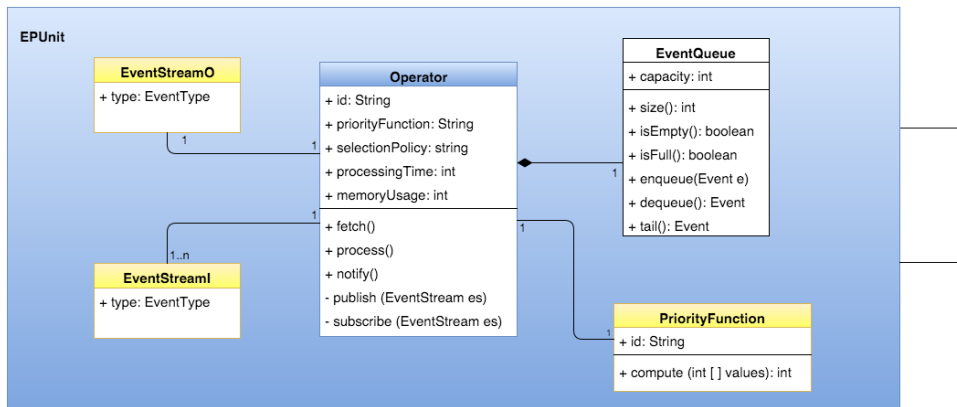 EPUnit
EventStreamO
+ type: EventType
1
1
Operator
+ id: String
+ priorityFunction: String
+ selectionPolicy: string
+ processingTime: int
+ memoryUsage: int
+ fetch()
+ process()
+ notify()
- publish (EventStream es)
- subscribe (EventStream es)
EventQueue
+ capacity: int
+ size(): int
+ isEmpty(): boolean
+ isFull(): boolean
+ enqueue(Event e)
+ dequeue(): Event
+ tail(): Event
1
1
1..n
EventStreamI
+ type: EventType
1
1
PriorityFunction
+ id: String
+ compute (int [ ] values): int